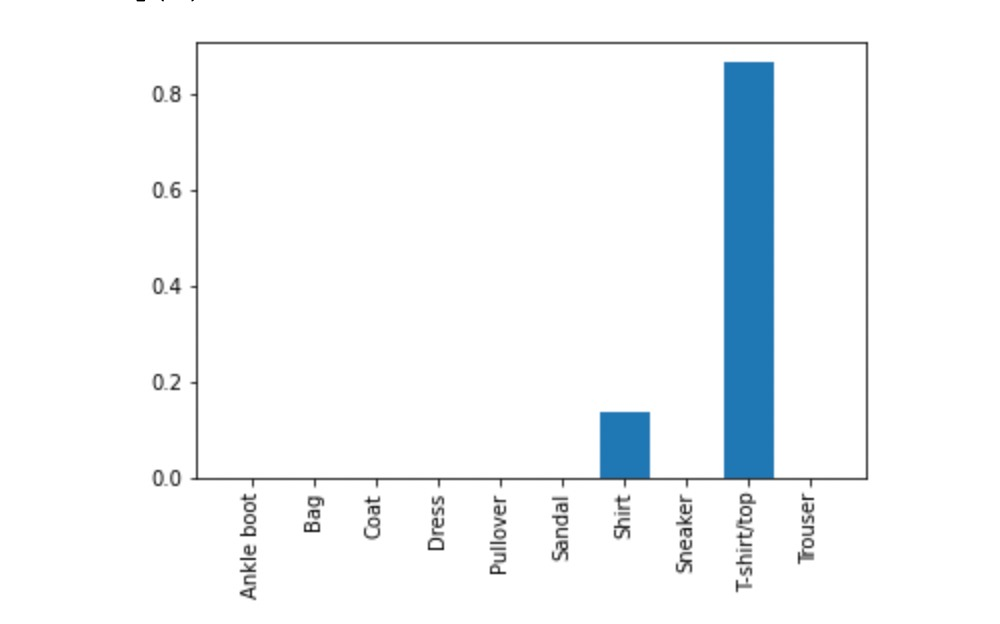 0.8
0.6
0.4
0.2
0.0
Ankle boot
Bag
Coat
Dress
Pullover
Sandal
Shirt
Sneaker
T-shirt/top
Trouser